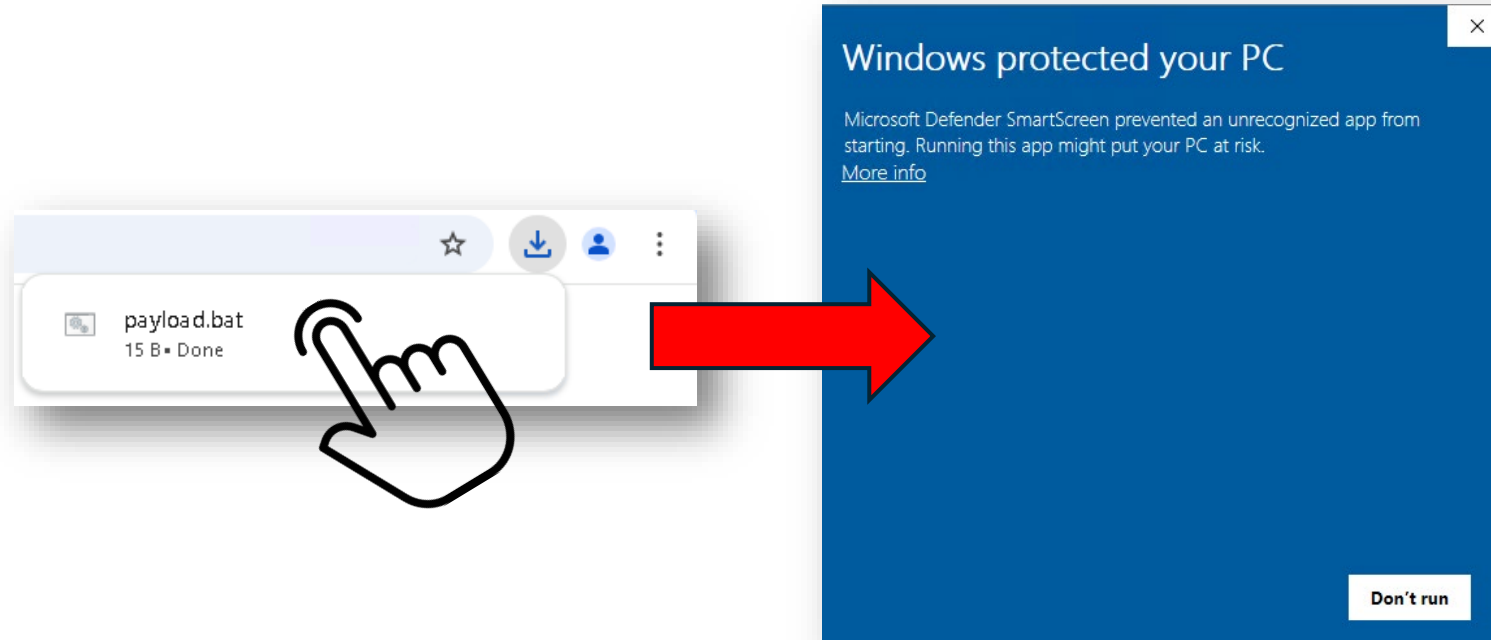 payload.bat
15 B▪ Done
Windows protected your PC
Microsoft Defender SmartScreen prevented an unrecognized app from
starting. Running this app might put your PC at risk.
More info
Don't run